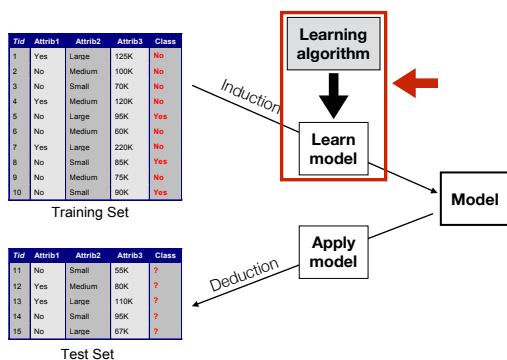 Tid Attrib1 Attrib2 Attrib3 Class
1 Yes Large 125K No
2 No Medium 100K No
3 No Small 70K No
4 Yes Medium 120K No
5 No Large 95K Yes
6 No Medium 60K No
7 Yes Large 220K No
8 No Small 85K Yes
9 No Medium 75K No
10 No Small 90K Yes
Training Set
Learning
algorithm
Induction
Learn
model
Model
Apply
model
Deduction
Tid Attrib1 Attrib2 Attrib3 Class
11 No Small 55K ?
12 Yes Medium 80K ?
13 Yes Large 110K ?
14 No Small 95K ?
15 No Large 67K ?
Test Set